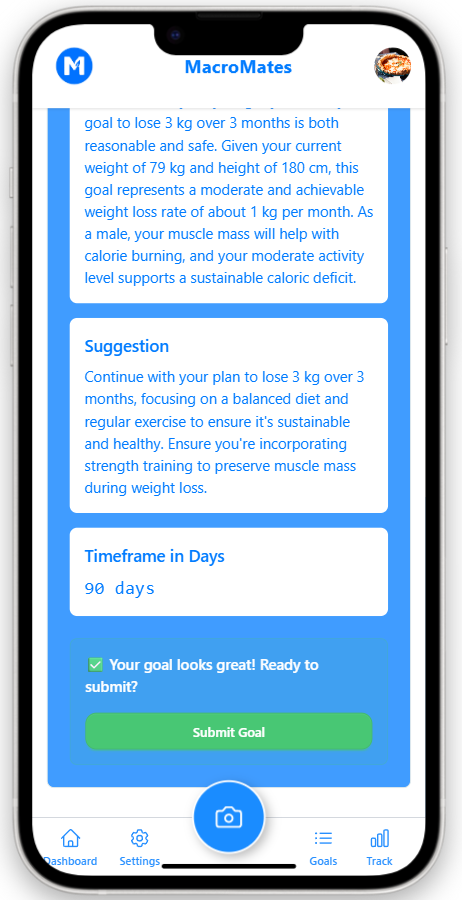 M
MacroMates
goal to lose 3 kg over 3 months is both
reasonable and safe. Given your current
weight of 79 kg and height of 180 cm, this
goal represents a moderate and achievable
weight loss rate of about 1 kg per month. As
a male, your muscle mass will help with
calorie burning, and your moderate activity
level supports a sustainable caloric deficit.
Suggestion
Continue with your plan to lose 3 kg over 3
months, focusing on a balanced diet and
regular exercise to ensure it's sustainable
and healthy. Ensure you're incorporating
strength training to preserve muscle mass
during weight loss.
Timeframe in Days
90 days
✅ Your goal looks great! Ready to
submit?
Submit Goal
Dashboard
Settings
Goals
Track